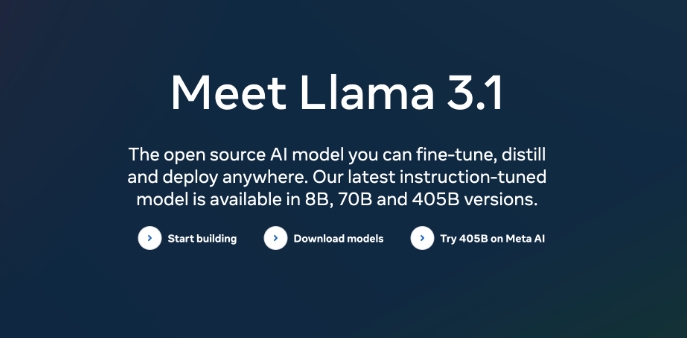 Meet Llama 3.1
The open source AI model you can fine-tune, distill
and deploy anywhere. Our latest instruction-tuned
model is available in 8B, 70B and 405B versions.
Start building
Download models
Try 405B on Meta AI